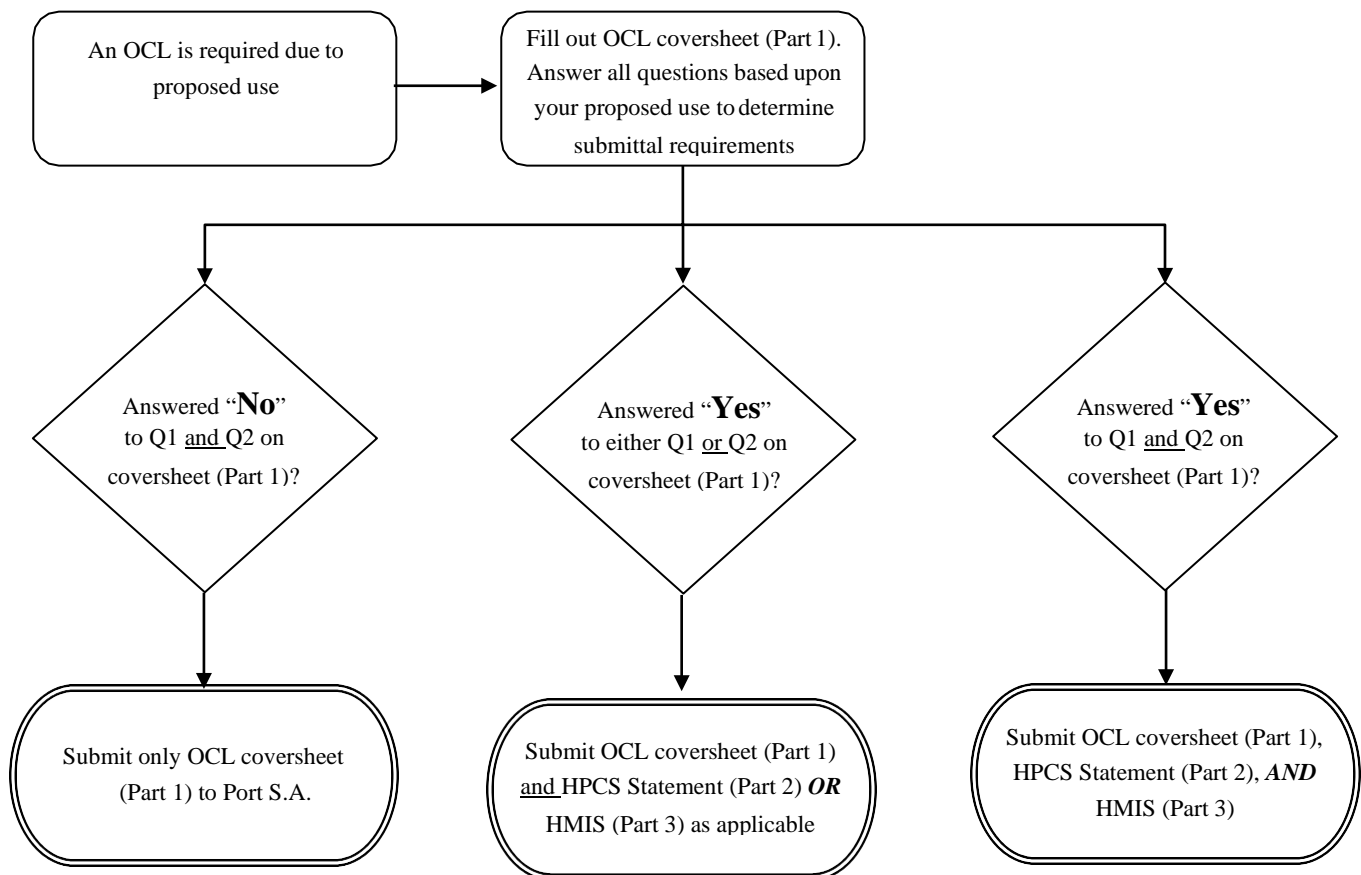 An OCL is required due to
proposed use
Fill out OCL coversheet (Part 1).
Answer all questions based upon
your proposed use to determine
submittal requirements
Answered “No”
to Q1 and Q2 on
coversheet (Part 1)?
Answered “Yes”
to either Q1 or Q2 on
coversheet (Part 1)?
Answered “Yes”
to Q1 and Q2 on
coversheet (Part 1)?
Submit only OCL coversheet
(Part 1) to Port S.A.
Submit OCL coversheet (Part 1)
and HPCS Statement (Part 2) OR
HMIS (Part 3) as applicable
Submit OCL coversheet (Part 1),
HPCS Statement (Part 2), AND
HMIS (Part 3)